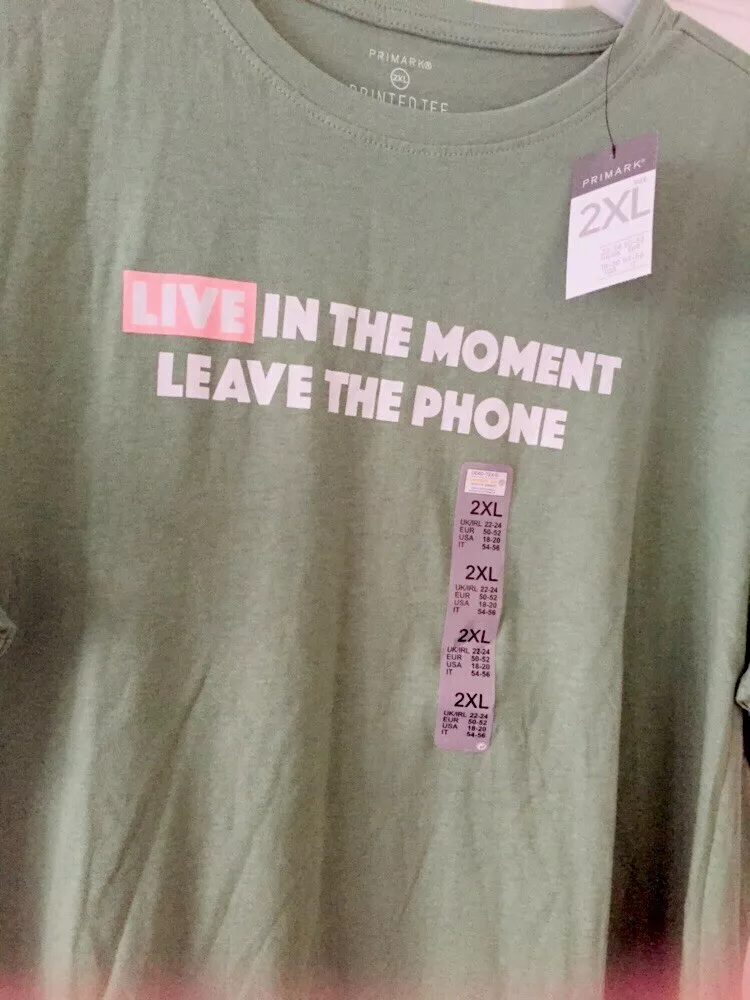 PRIMARK®
2XL
PRINTED TEE
PRIMARK®
2XL
LIVE IN THE MOMENT
LEAVE THE PHONE
2XL
UK/IRL 22-24
EUR 50-52
USA 18-20
IT 54-56
2XL
UK/IRL 22-24
EUR 50-52
USA 18-20
IT 54-56
2XL
UK/IRL 22-24
EUR 50-52
USA 18-20
IT 54-56
2XL
UK/IRL 22-24
EUR 50-52
USA 18-20
IT 54-56